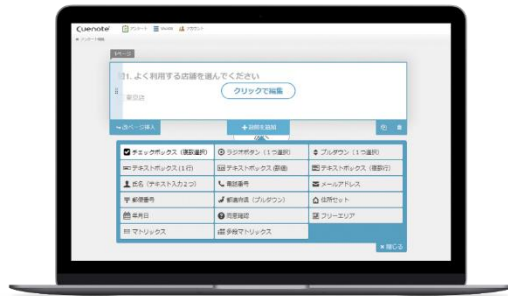 Cuenote
アンケート
アカウント
1ページ
問1. よく利用する店舗を選んでください
東京店
クリックで編集
改ページ挿入
設問を追加
チェックボックス（複数選択）
ラジオボタン（1つ選択）
プルダウン（1つ選択）
テキストボックス(1行)
テキストボックス(数値)
テキストボックス（複数行）
氏名（テキスト入力2つ）
電話番号
メールアドレス
郵便番号
都道府県（プルダウン）
住所セット
年月日
同意確認
フリーエリア
マトリックス
多段マトリックス
閉じる